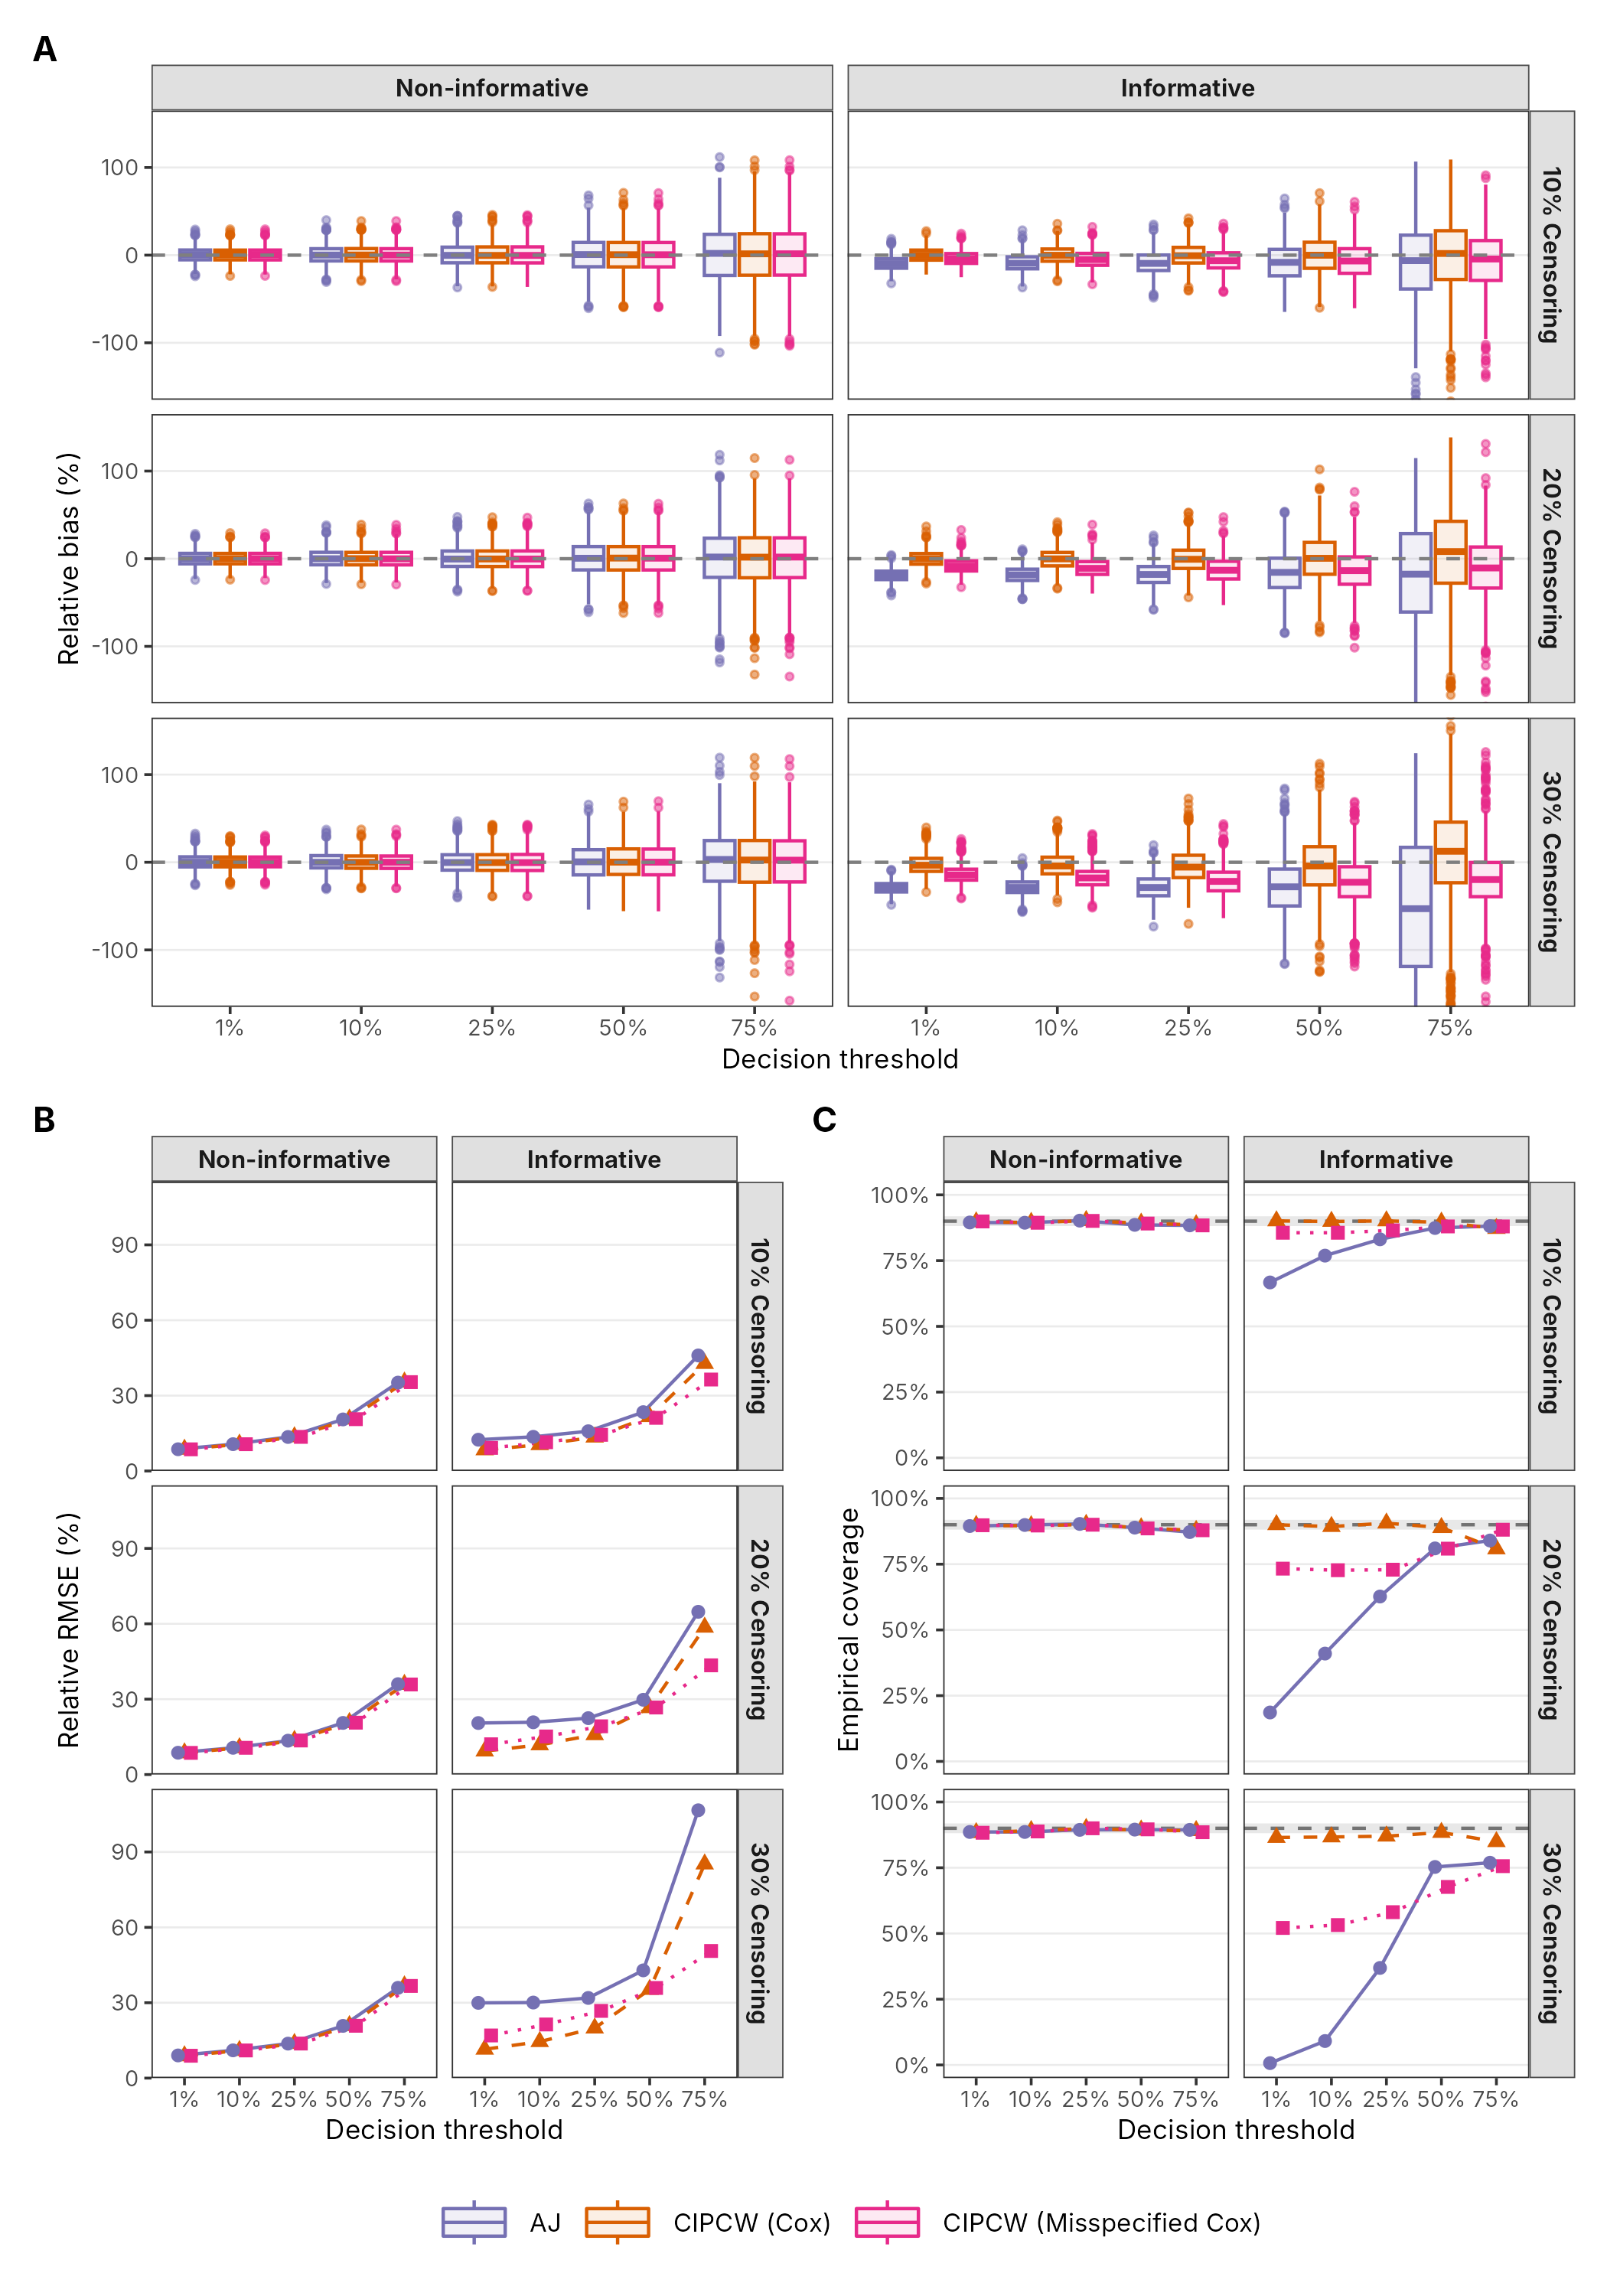 A
Non-informative
Informative
100
0
-100
10% Censoring
100
0
-100
20% Censoring
100
0
-100
30% Censoring
Relative bias (%)
1% 10% 25% 50% 75%
1% 10% 25% 50% 75%
Decision threshold
B
Non-informative
Informative
90
60
30
0
10% Censoring
90
60
30
0
20% Censoring
90
60
30
0
30% Censoring
Relative RMSE (%)
1% 10% 25% 50% 75%
1% 10% 25% 50% 75%
Decision threshold
C
Non-informative
Informative
100%
75%
50%
25%
0%
10% Censoring
100%
75%
50%
25%
0%
20% Censoring
100%
75%
50%
25%
0%
30% Censoring
Empirical coverage
1% 10% 25% 50% 75%
1% 10% 25% 50% 75%
Decision threshold
AJ
CIPCW (Cox)
CIPCW (Misspecified Cox)